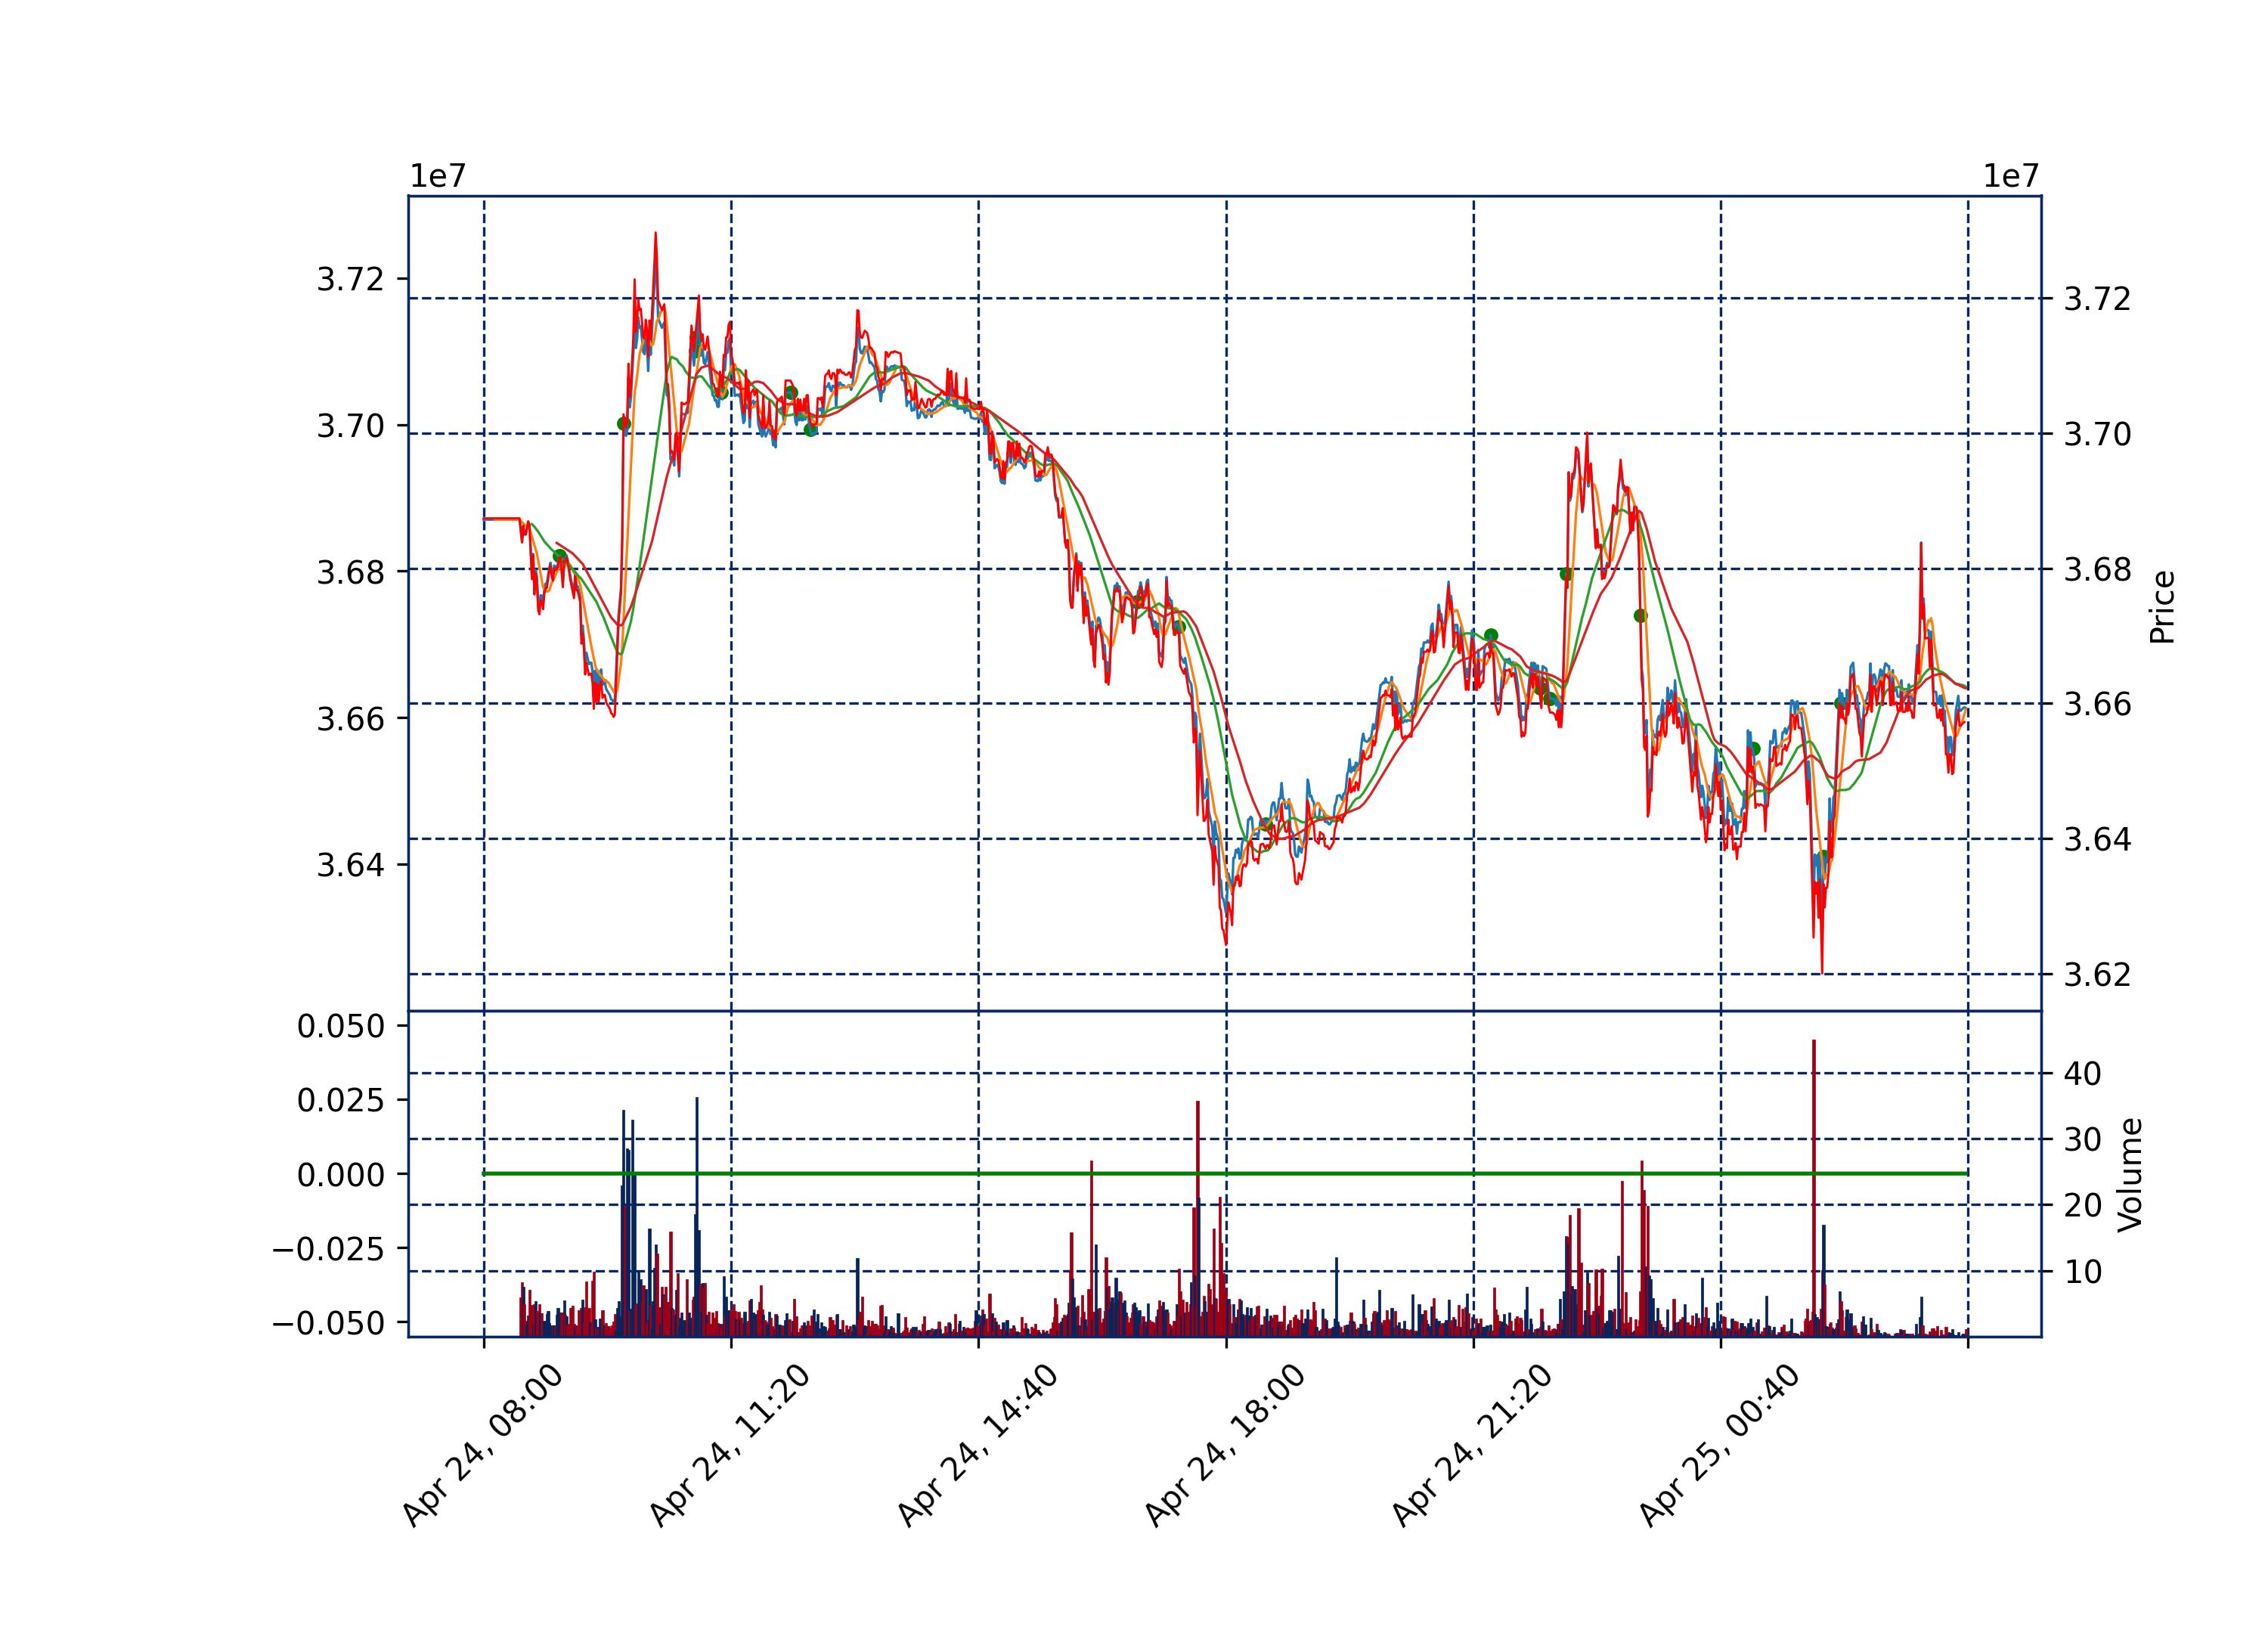 1e7
1e7
3.72
3.70
3.68
3.66
3.64
3.72
3.70
3.68
3.66
3.64
3.62
Price
0.050
0.025
0.000
−0.025
−0.050
40
30
20
10
Volume
Apr 24, 08:00
Apr 24, 11:20
Apr 24, 14:40
Apr 24, 18:00
Apr 24, 21:20
Apr 25, 00:40